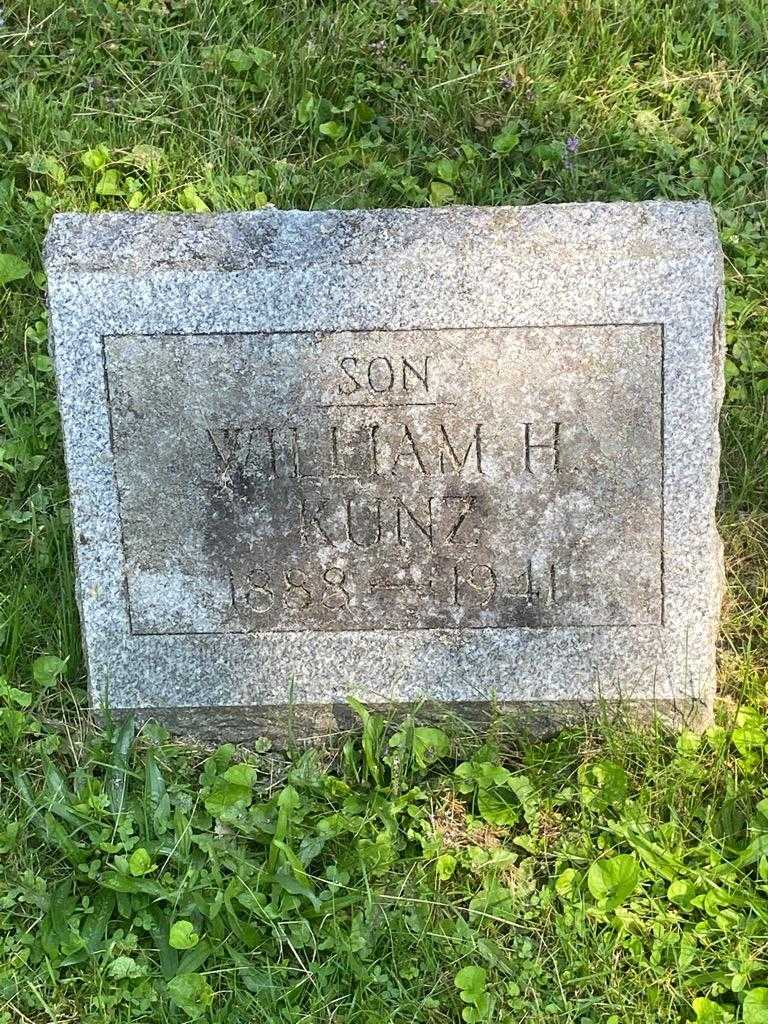 SON
WILLIAM H
KUNZ
1888 — 1941